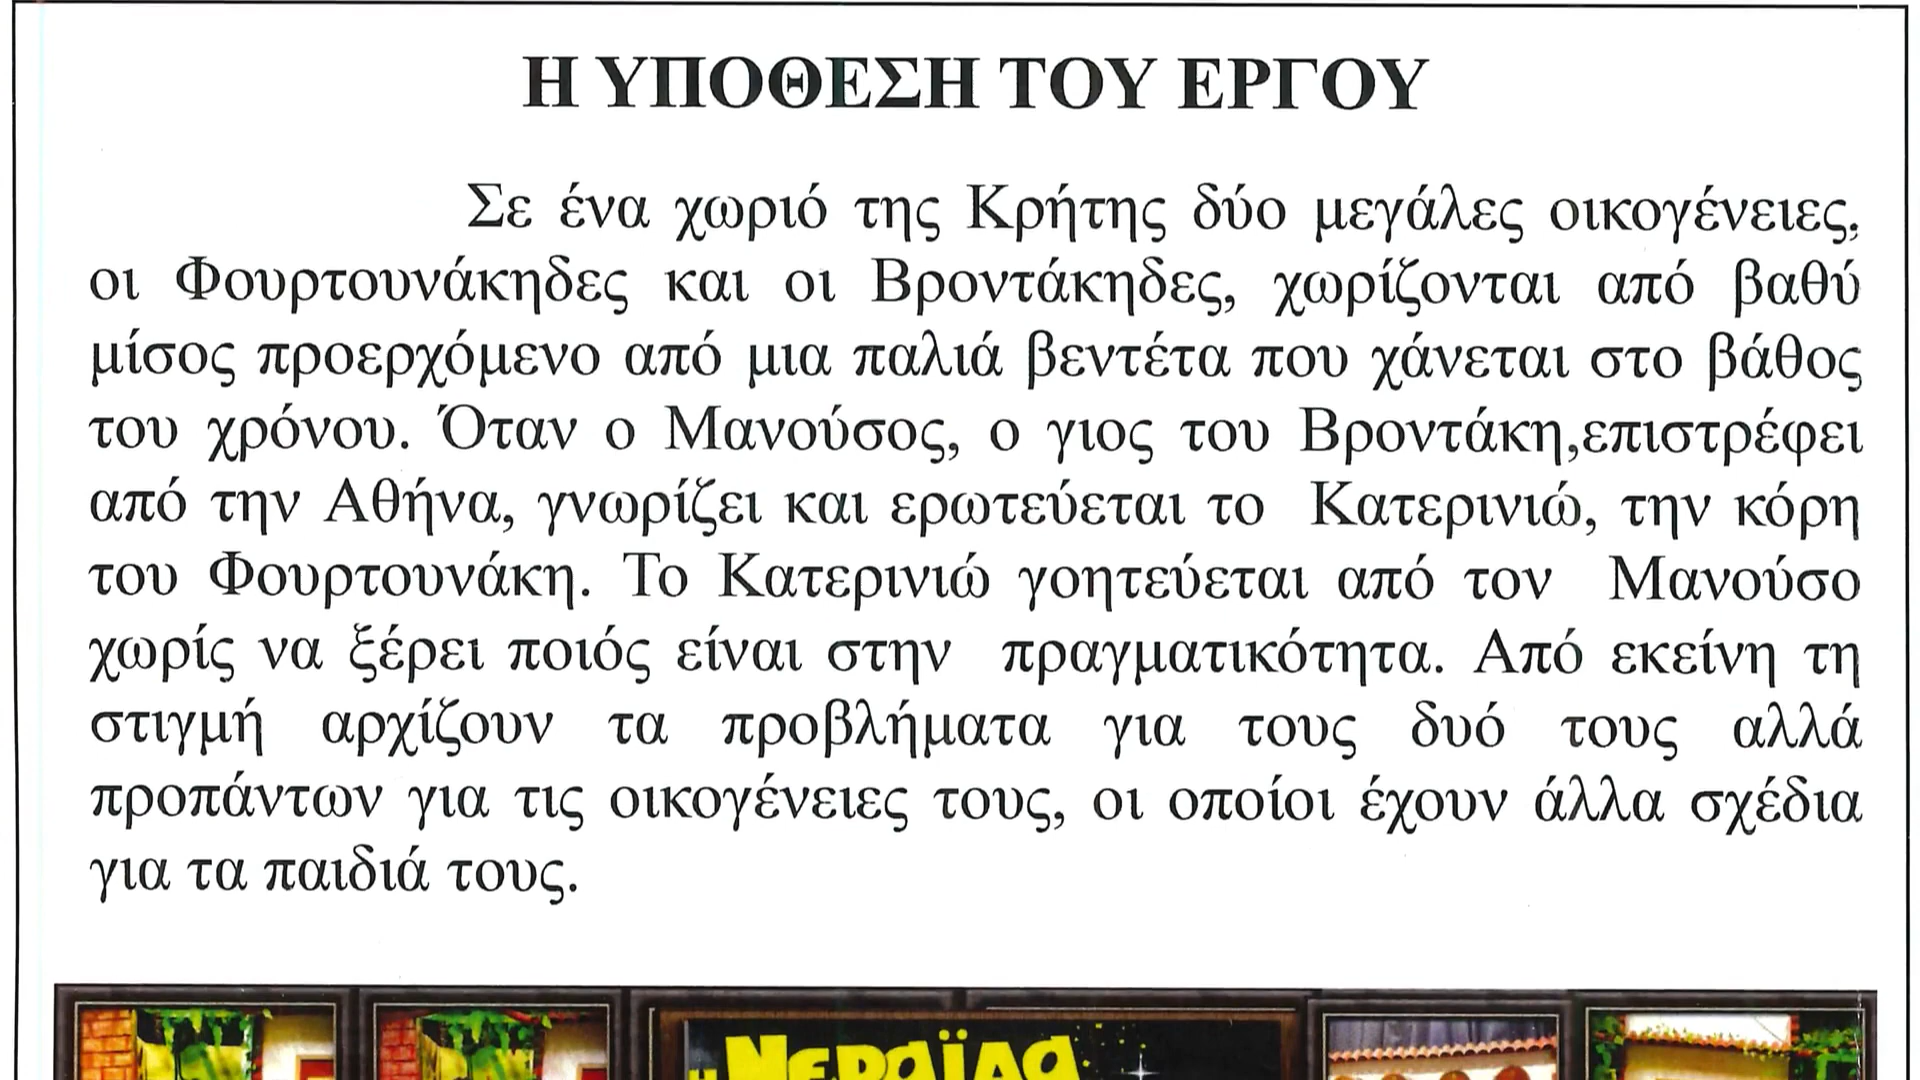 Η ΥΠΟΘΕΣΗ ΤΟΥ ΕΡΓΟΥ
Σε ένα χωριό της Κρήτης δύο μεγάλες οικογένειες,
οι Φουρτουνάκηδες και οι Βροντάκηδες, χωρίζονται από βαθύ
μίσος προερχόμενο από μια παλιά βεντέτα που χάνεται στο βάθος
του χρόνου. Όταν ο Μανούσος, ο γιος του Βροντάκη,επιστρέφει
από την Αθήνα, γνωρίζει και ερωτεύεται το Κατερινιώ, την κόρη
του Φουρτουνάκη. Το Κατερινιώ γοητεύεται από τον Μανούσο
χωρίς να ξέρει ποιός είναι στην πραγματικότητα. Από εκείνη τη
στιγμή αρχίζουν τα προβλήματα για τους δυό τους αλλά
προπάντων για τις οικογένειες τους, οι οποίοι έχουν άλλα σχέδια
για τα παιδιά τους.
Η ΝΕΡΑΪΔΑ